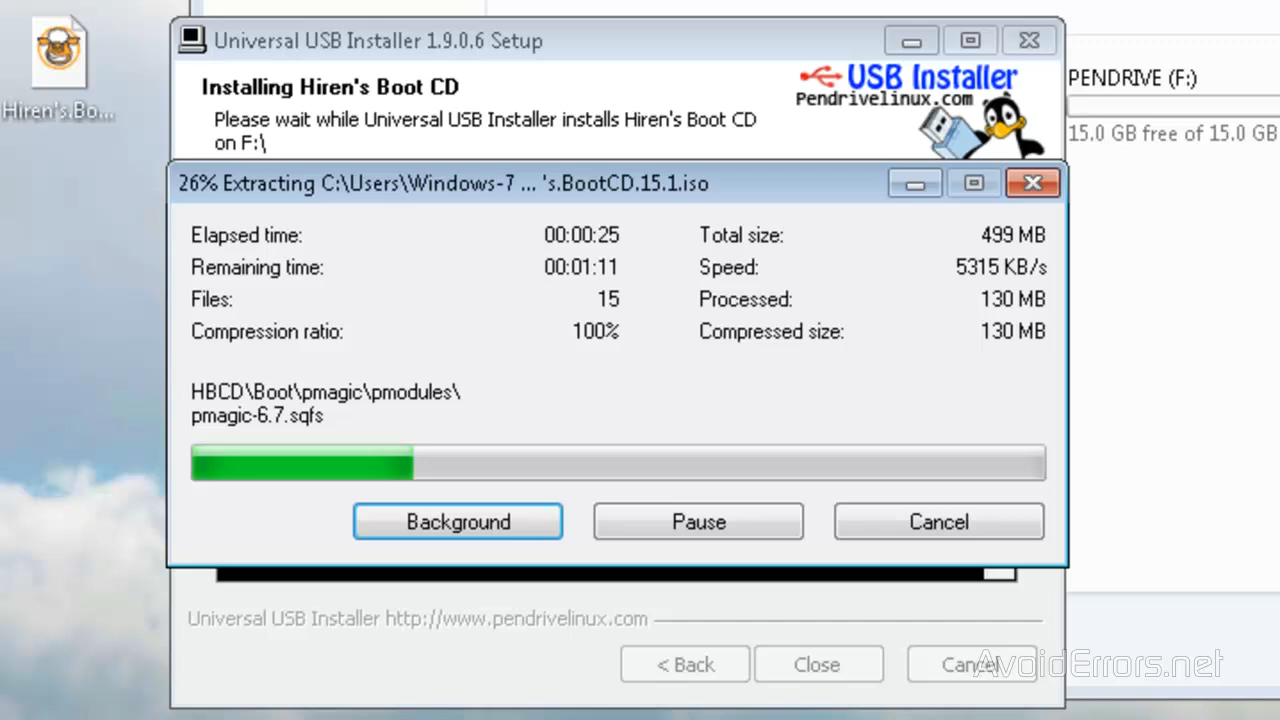 Hiren's.Bo...
Universal USB Installer 1.9.0.6 Setup
Installing Hiren's Boot CD
Please wait while Universal USB Installer installs Hiren's Boot CD
on F:\
USB Installer
Pendrivelinux.com
PENDRIVE (F:)
15.0 GB free of 15.0 GB
26% Extracting C:\Users\Windows-7 ... 's.BootCD.15.1.iso
Elapsed time: 00:00:25 Total size: 499 MB
Remaining time: 00:01:11 Speed: 5315 KB/s
Files: 15 Processed: 130 MB
Compression ratio: 100% Compressed size: 130 MB
HBCD\Boot\pmagic\pmodules\
pmagic-6.7.sqfs
Background Pause Cancel
Universal USB Installer http://www.pendrivelinux.com
< Back Close Cancel
AvoidErrors.net